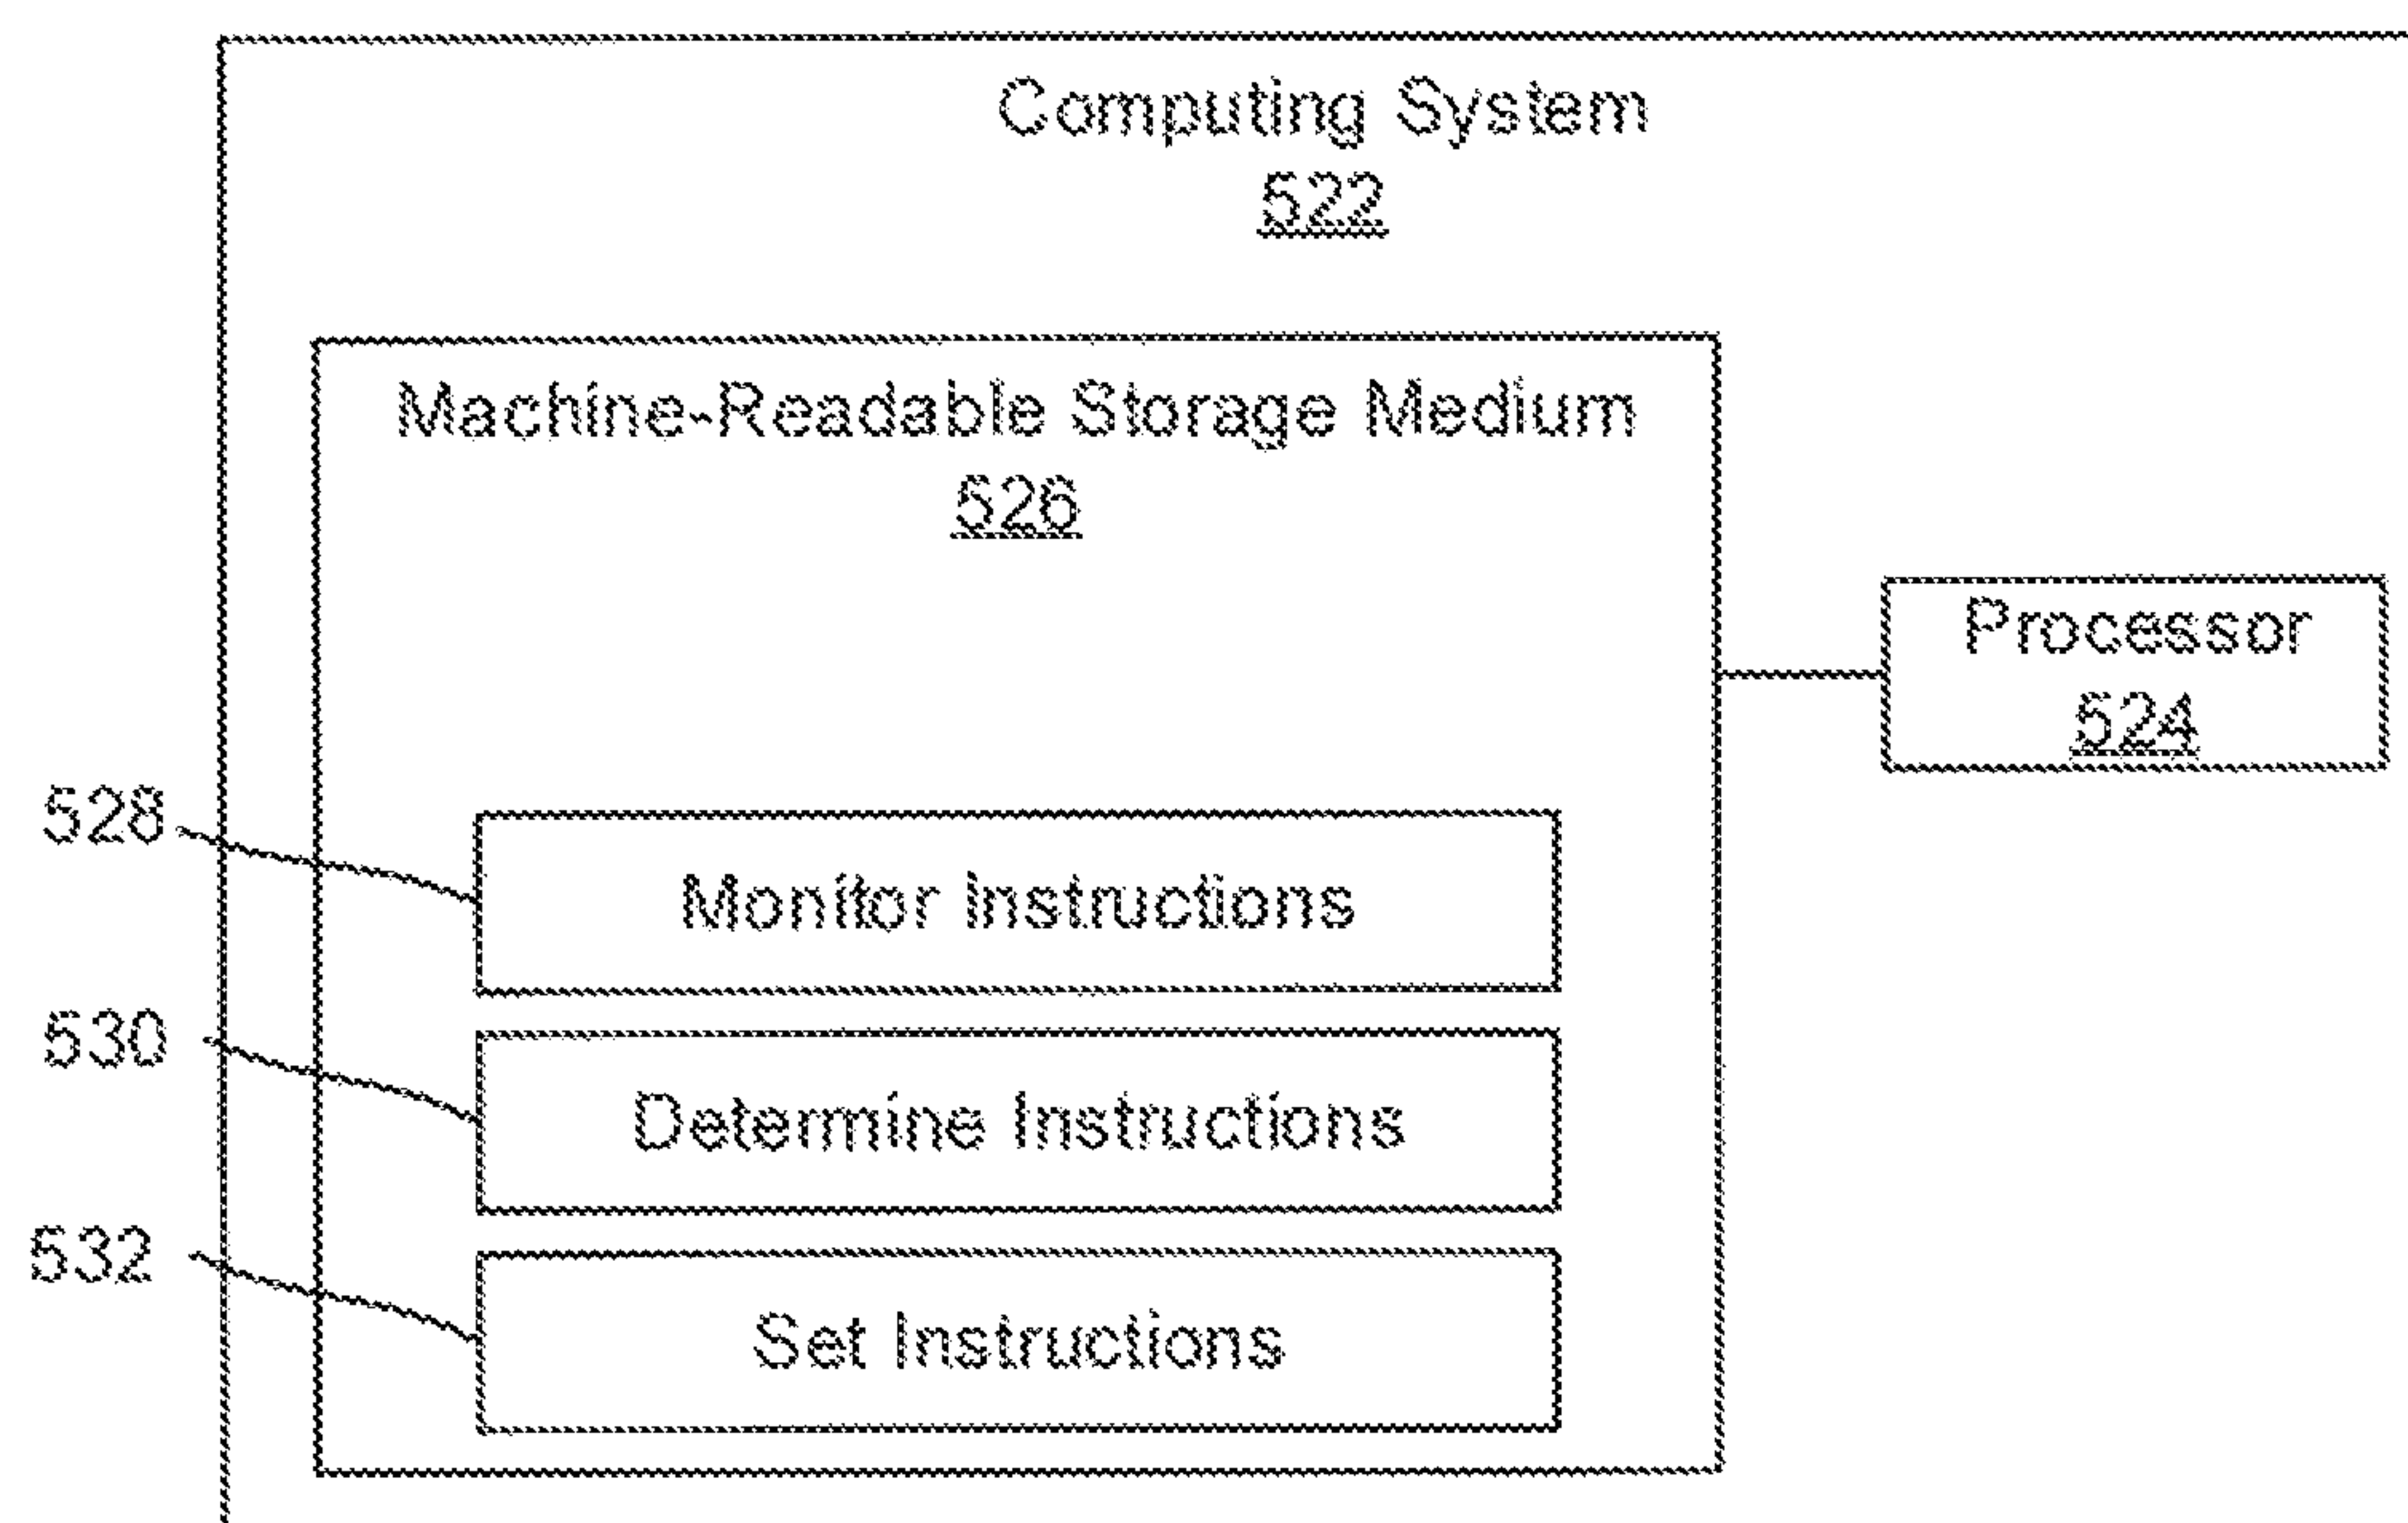 Computing System
522
Machine-Readable Storage Medium
526
Processor
524
528
Monitor Instructions
530
Determine Instructions
532
Set Instructions